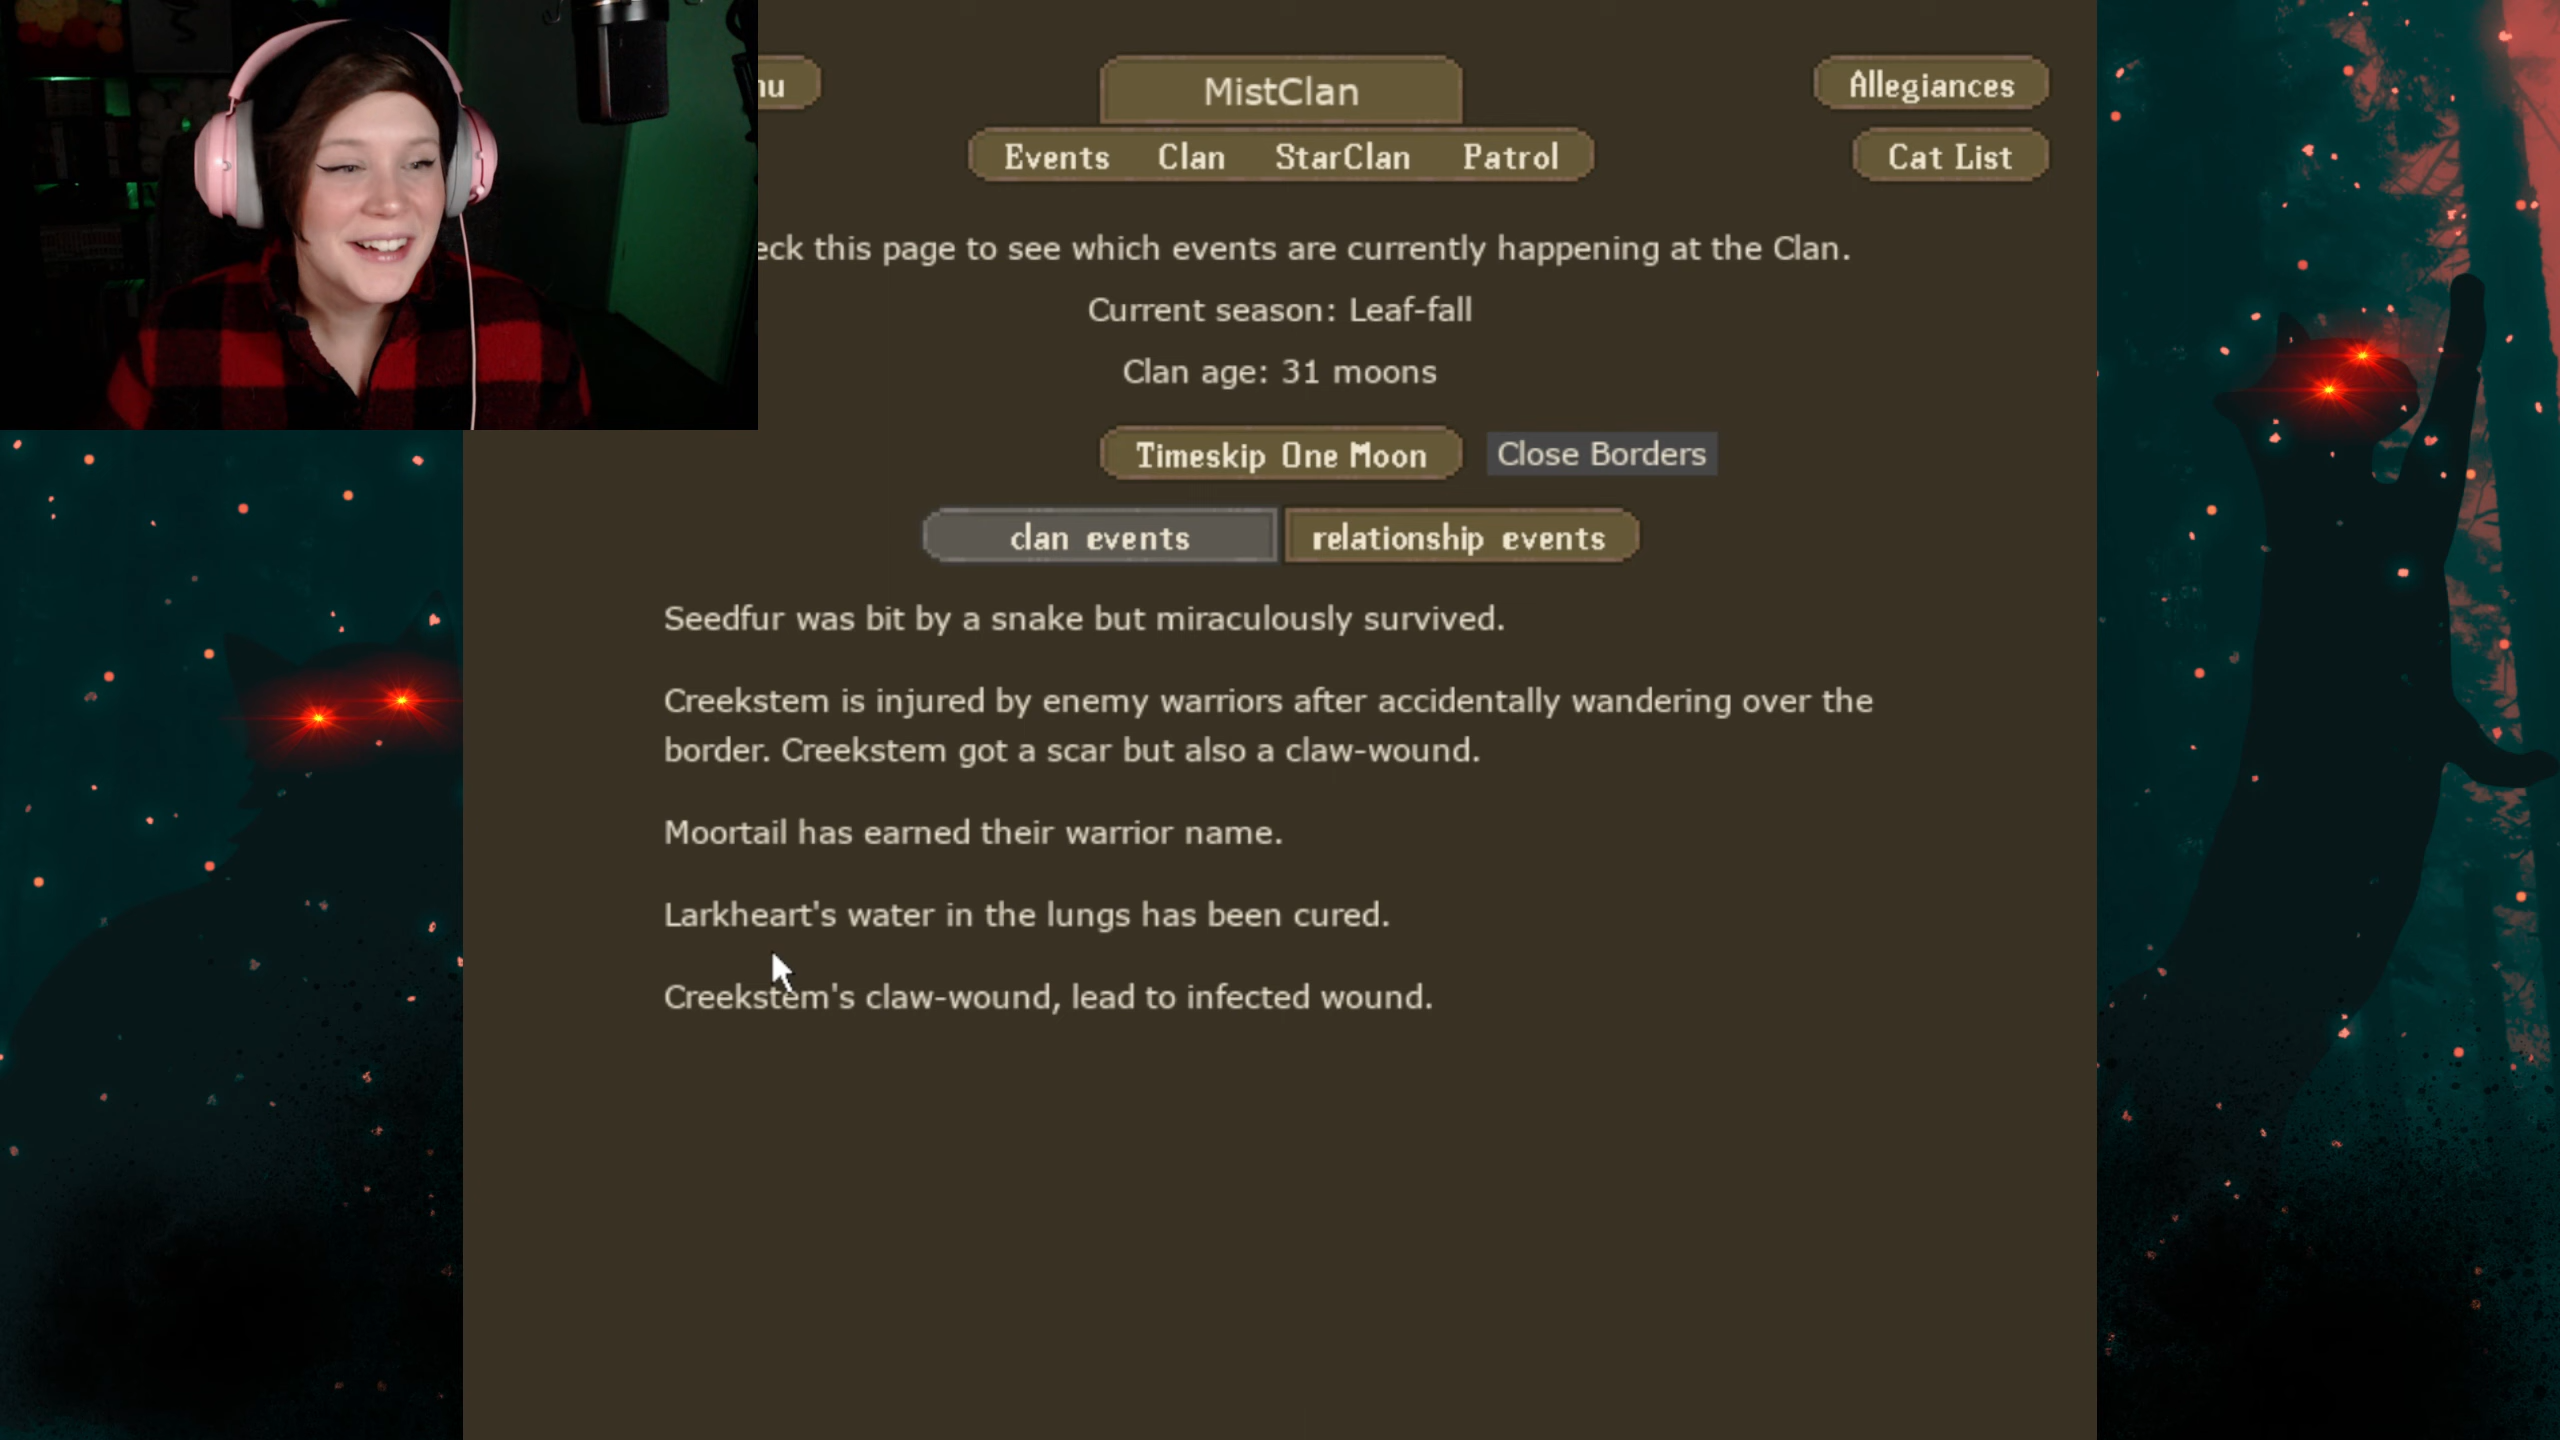 nu
MistClan
Allegiances
Events Clan StarClan Patrol
Cat List
eck this page to see which events are currently happening at the Clan.
Current season: Leaf-fall
Clan age: 31 moons
Timeskip One Moon
Close Borders
clan events
relationship events
Seedfur was bit by a snake but miraculously survived.
Creekstem is injured by enemy warriors after accidentally wandering over the
border. Creekstem got a scar but also a claw-wound.
Moortail has earned their warrior name.
Larkheart's water in the lungs has been cured.
Creekstem's claw-wound, lead to infected wound.